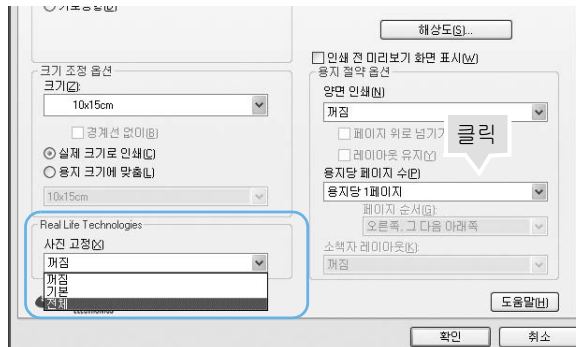 해상도(S)...
인쇄 전 미리보기 화면 표시(W)
크기 조정 옵션
크기(Z):
10x15cm
경계선 없이(B)
실제 크기로 인쇄(C)
용지 크기에 맞춤(L)
10x15cm
Real Life Technologies
사진 고정(X)
꺼짐
꺼짐
기본
전체
용지 절약 옵션
양면 인쇄(N)
꺼짐
페이지 위로 넘기기
클릭
레이아웃 유지(Y)
용지당 페이지 수(P)
용지당 1페이지
페이지 순서(G):
오른쪽, 그 다음 아래쪽
소책자 레이아웃(K):
꺼짐
도움말(H)
확인
취소